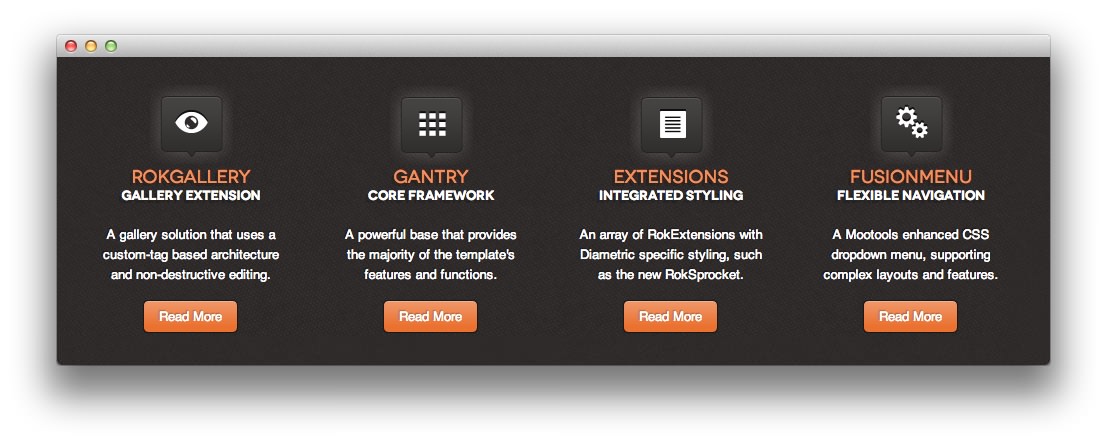 ROKGALLERY
GALLERY EXTENSION
A gallery solution that uses a
custom-tag based architecture
and non-destructive editing.
Read More
GANTRY
CORE FRAMEWORK
A powerful base that provides
the majority of the template's
features and functions.
Read More
EXTENSIONS
INTEGRATED STYLING
An array of RokExtensions with
Diametric specific styling, such
as the new RokSprocket.
Read More
FUSIONMENU
FLEXIBLE NAVIGATION
A Mootools enhanced CSS
dropdown menu, supporting
complex layouts and features.
Read More